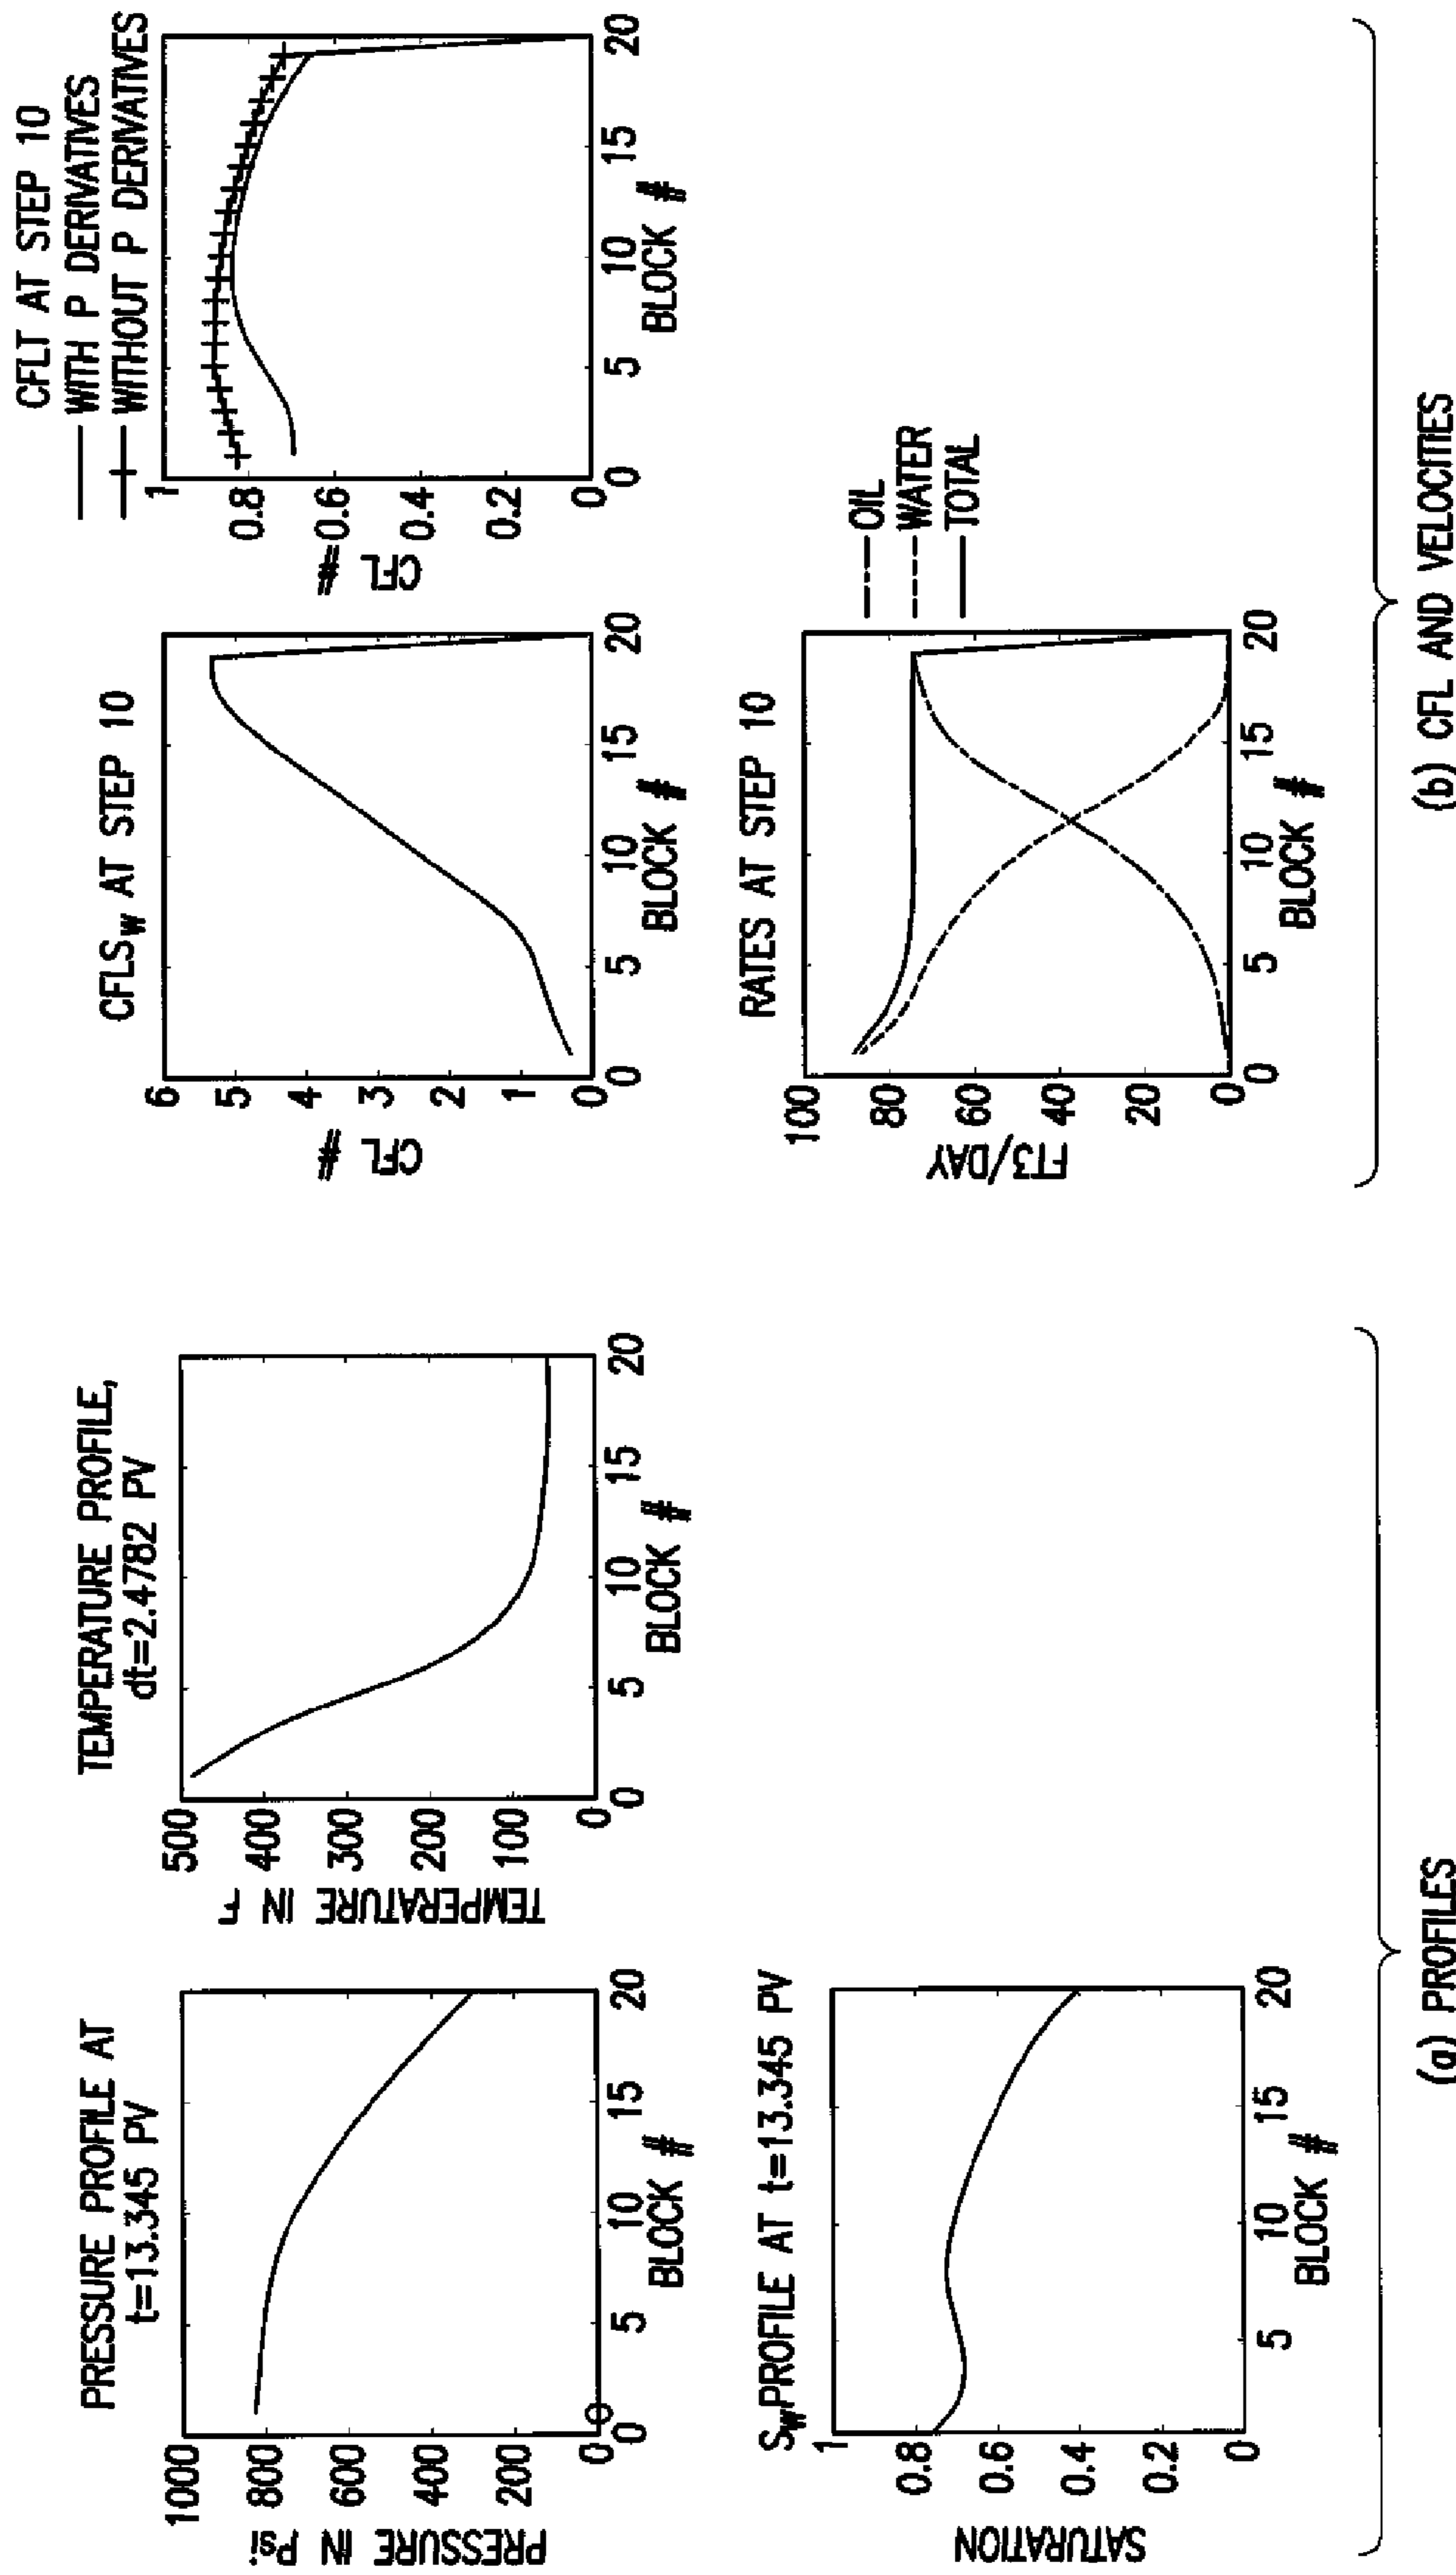 PRESSURE PROFILE AT
t=13.345 PV
1000
800
600
400
200
0
PRESSURE IN Psi
0
5
10
15
20
BLOCK #
TEMPERATURE PROFILE,
dt=2.4782 PV
500
400
300
200
100
0
TEMPERATURE IN F
0
5
10
15
20
BLOCK #
SW PROFILE AT t=13.345 PV
1
0.8
0.6
0.4
0.2
0
SATURATION
5
10
15
20
BLOCK #
(a) PROFILES
CFLSW AT STEP 10
6
5
4
3
2
1
0
CFL #
0
5
10
15
20
BLOCK #
CFLT AT STEP 10
WITH P DERIVATIVES
WITHOUT P DERIVATIVES
1
0.8
0.6
0.4
0.2
0
CFL #
0
5
10
15
20
BLOCK #
RATES AT STEP 10
100
80
60
40
20
0
FT3/DAY
0
5
10
15
20
BLOCK #
OIL
WATER
TOTAL
(b) CFL AND VELOCITIES